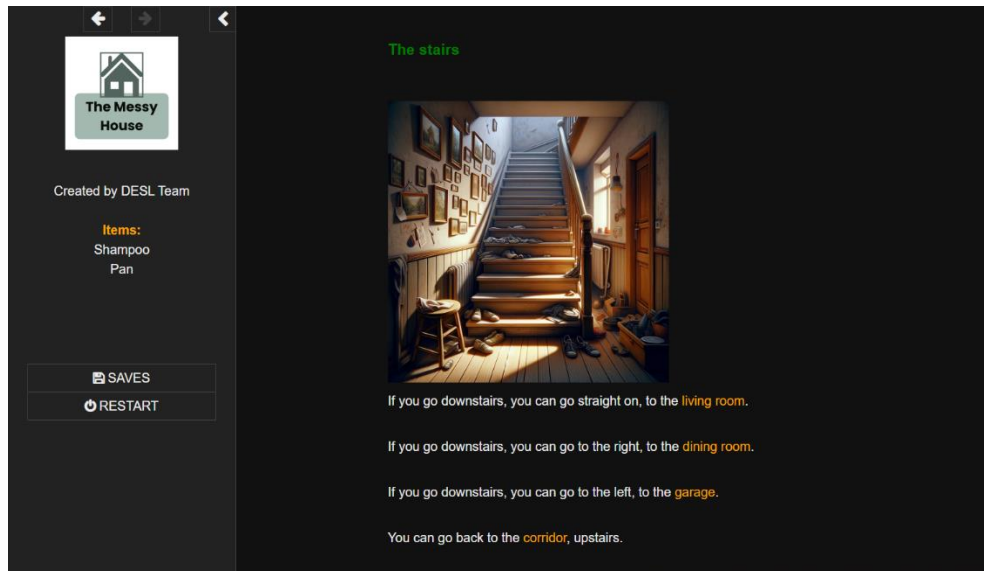 The Messy
House
Created by DESL Team
Items:
Shampoo
Pan
SAVES
RESTART
The stairs
If you go downstairs, you can go straight on, to the living room.
If you go downstairs, you can go to the right, to the dining room.
If you go downstairs, you can go to the left, to the garage.
You can go back to the corridor, upstairs.